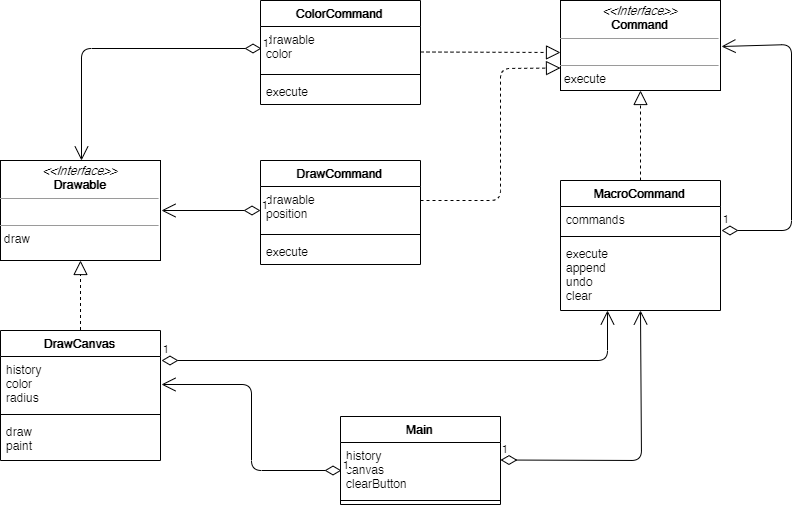 ColorCommand
drawable
color
execute
1
<<Interface>>
Command
execute
<<Interface>>
Drawable
draw
DrawCommand
drawable
position
execute
1
MacroCommand
commands
execute
append
undo
clear
1
DrawCanvas
history
color
radius
draw
paint
1
Main
history
canvas
clearButton
1
1